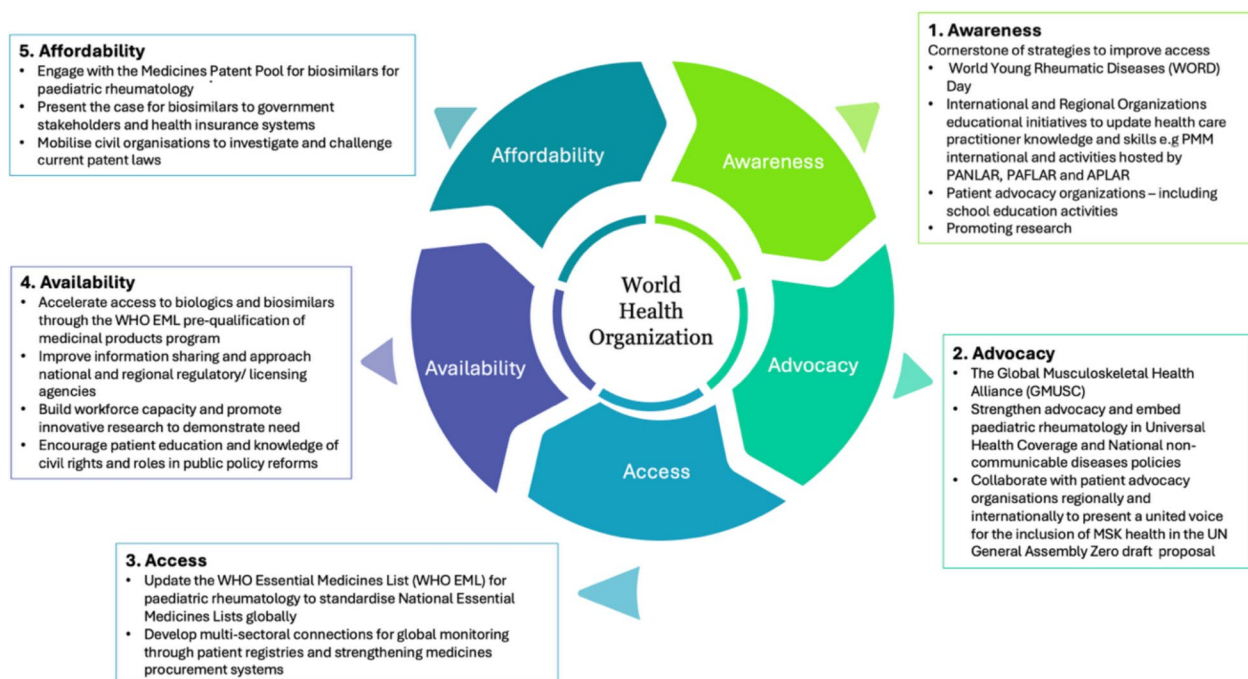 1. Awareness
Cornerstone of strategies to improve access
• World Young Rheumatic Diseases (WORD)
Day
• International and Regional Organizations
educational initiatives to update health care
practitioner knowledge and skills e.g PMM
international and activities hosted by
PANLAR, PAFLAR and APLAR
• Patient advocacy organizations – including
school education activities
• Promoting research
2. Advocacy
• The Global Musculoskeletal Health
Alliance (GMUSC)
• Strengthen advocacy and embed
paediatric rheumatology in Universal
Health Coverage and National non-
communicable diseases policies
• Collaborate with patient advocacy
organisations regionally and
internationally to present a united voice
for the inclusion of MSK health in the UN
General Assembly Zero draft proposal
3. Access
• Update the WHO Essential Medicines List (WHO EML) for
paediatric rheumatology to standardise National Essential
Medicines Lists globally
• Develop multi-sectoral connections for global monitoring
through patient registries and strengthening medicines
procurement systems
4. Availability
• Accelerate access to biologics and biosimilars
through the WHO EML pre-qualification of
medicinal products program
• Improve information sharing and approach
national and regional regulatory/ licensing
agencies
• Build workforce capacity and promote
innovative research to demonstrate need
• Encourage patient education and knowledge of
civil rights and roles in public policy reforms
5. Affordability
• Engage with the Medicines Patent Pool for biosimilars for
paediatric rheumatology
• Present the case for biosimilars to government
stakeholders and health insurance systems
• Mobilise civil organisations to investigate and challenge
current patent laws
Awareness
Advocacy
Access
Availability
Affordability
World
Health
Organization